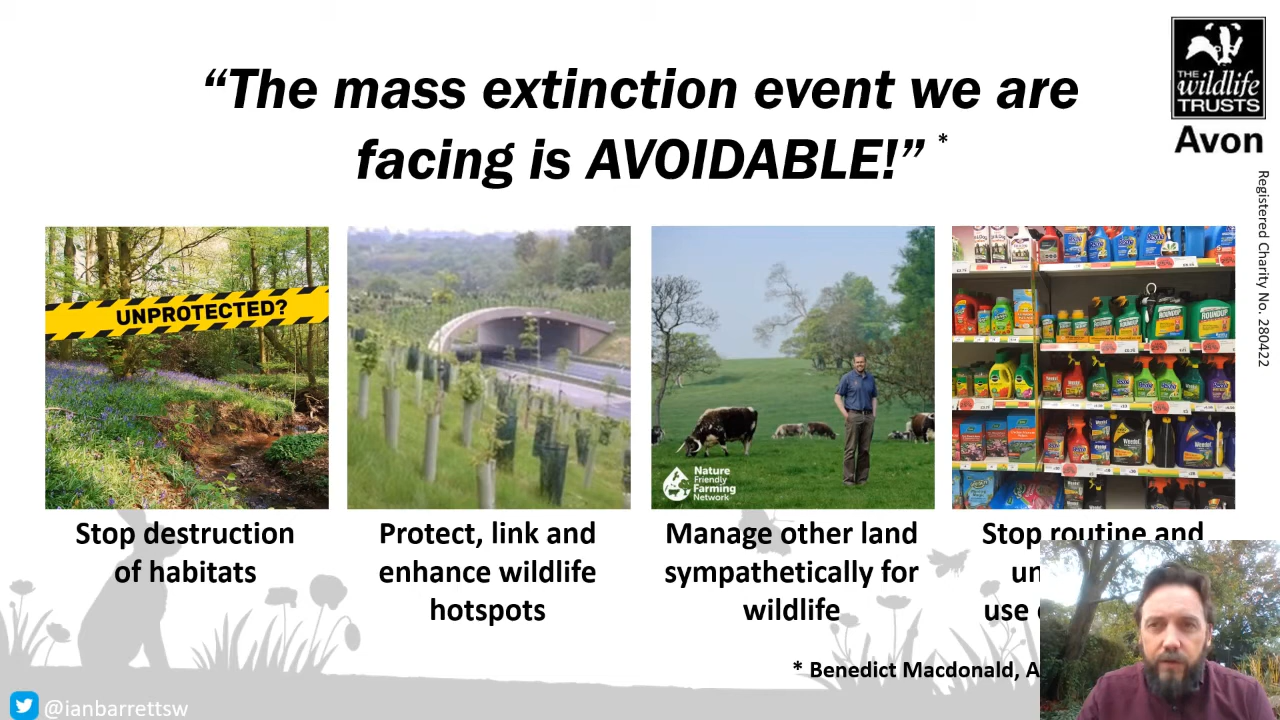 “The mass extinction event we are
facing is AVOIDABLE!” *
THE
wildlife
TRUSTS
Avon
Registered Charity No. 280422
UNPROTECTED?
Nature
Friendly
Farming
Network
ROUNDUP
ROUNDUP
Stop destruction
of habitats
Protect, link and
enhance wildlife
hotspots
Manage other land
sympathetically for
wildlife
Stop routine and
use
* Benedict Macdonald,
@ianbarrettsw